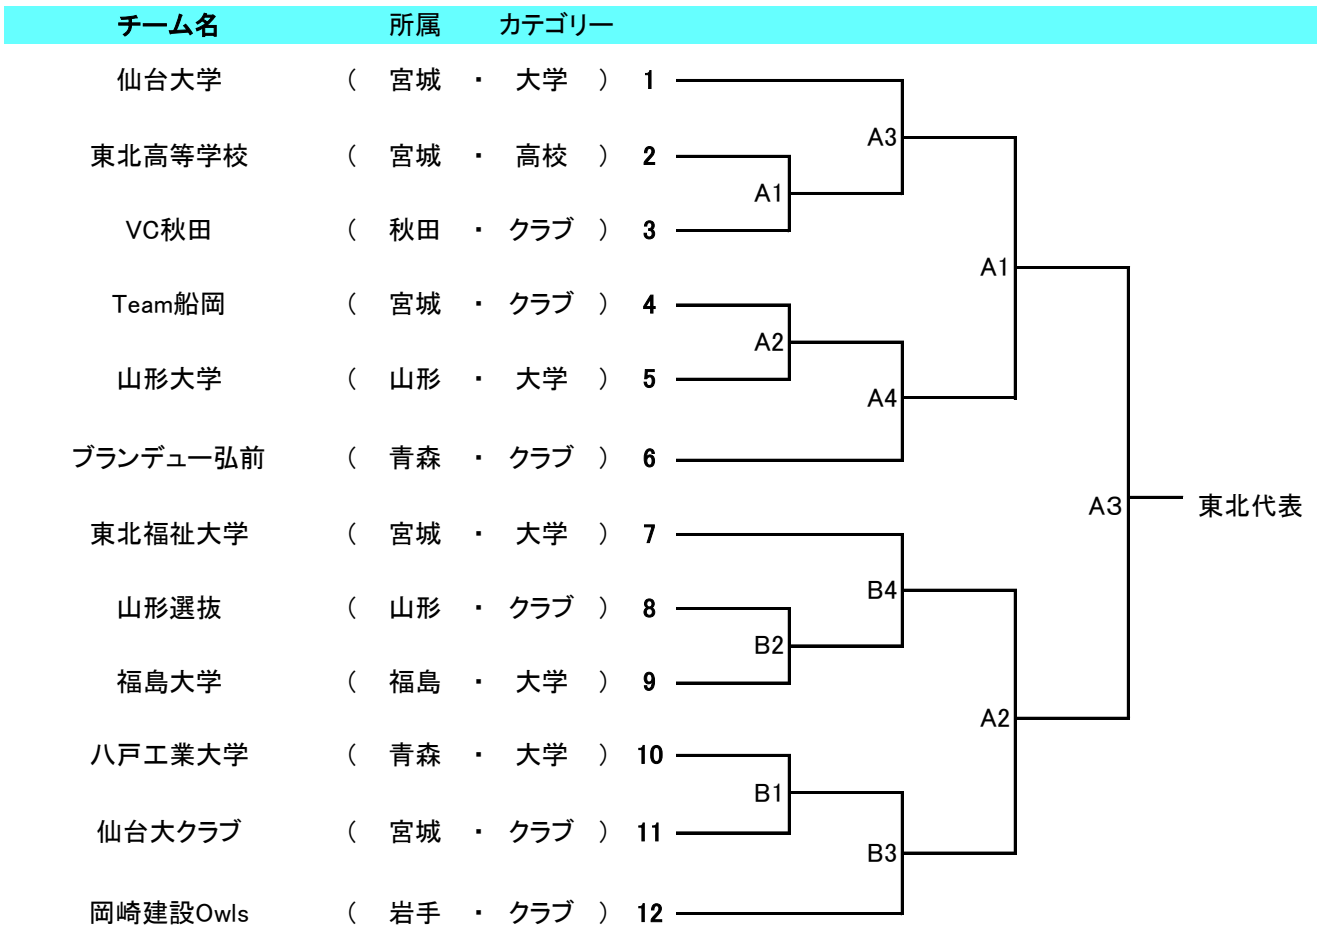 チーム名 所属 カテゴリー
仙台大学 ( 宮城 ・ 大学 ) 1
A3
東北高等学校 ( 宮城 ・ 高校 ) 2
A1
VC秋田 ( 秋田 ・ クラブ ) 3
A1
Team船岡 ( 宮城 ・ クラブ ) 4
A2
山形大学 ( 山形 ・ 大学 ) 5
A4
ブランデュー弘前 ( 青森 ・ クラブ ) 6
A3 東北代表
東北福祉大学 ( 宮城 ・ 大学 ) 7
B4
山形選抜 ( 山形 ・ クラブ ) 8
B2
福島大学 ( 福島 ・ 大学 ) 9
A2
八戸工業大学 ( 青森 ・ 大学 ) 10
B1
仙台大クラブ ( 宮城 ・ クラブ ) 11
B3
岡崎建設Owls ( 岩手 ・ クラブ ) 12